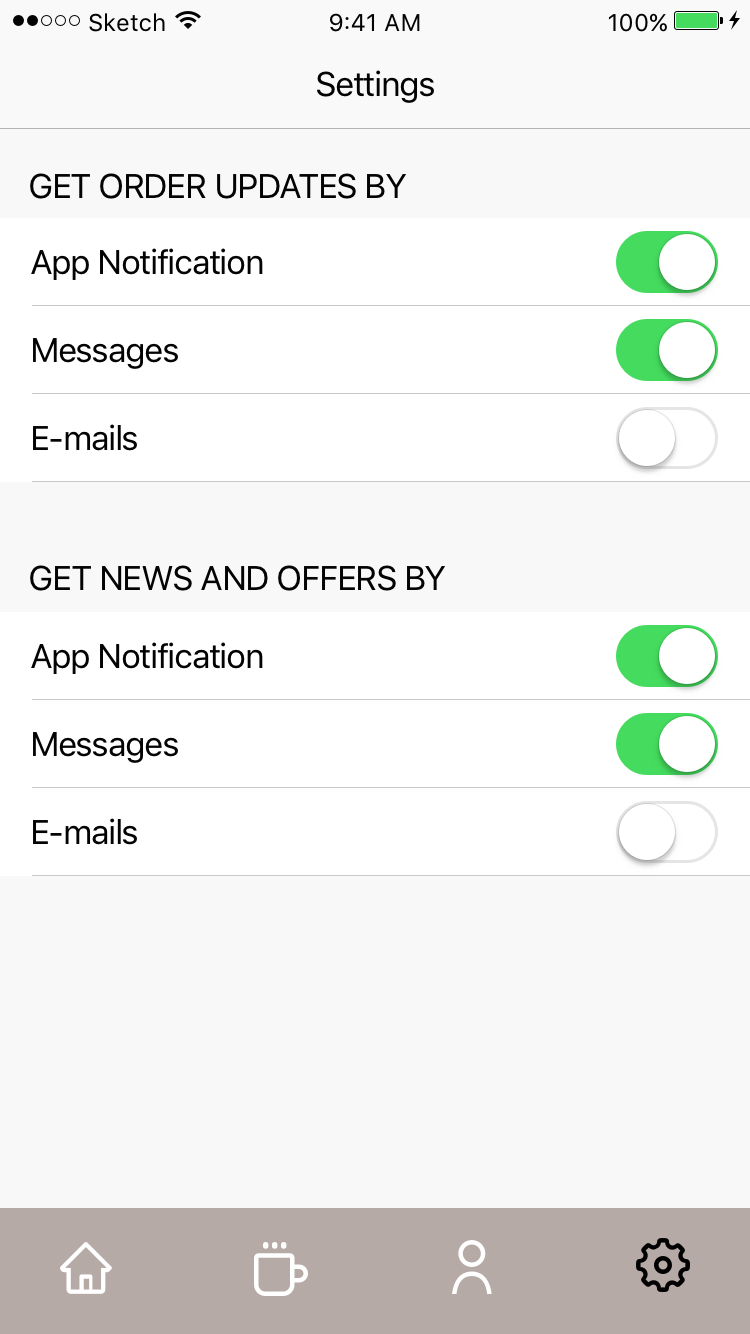 Sketch 9:41 AM 100%
Settings
GET ORDER UPDATES BY
App Notification
Messages
E-mails
GET NEWS AND OFFERS BY
App Notification
Messages
E-mails